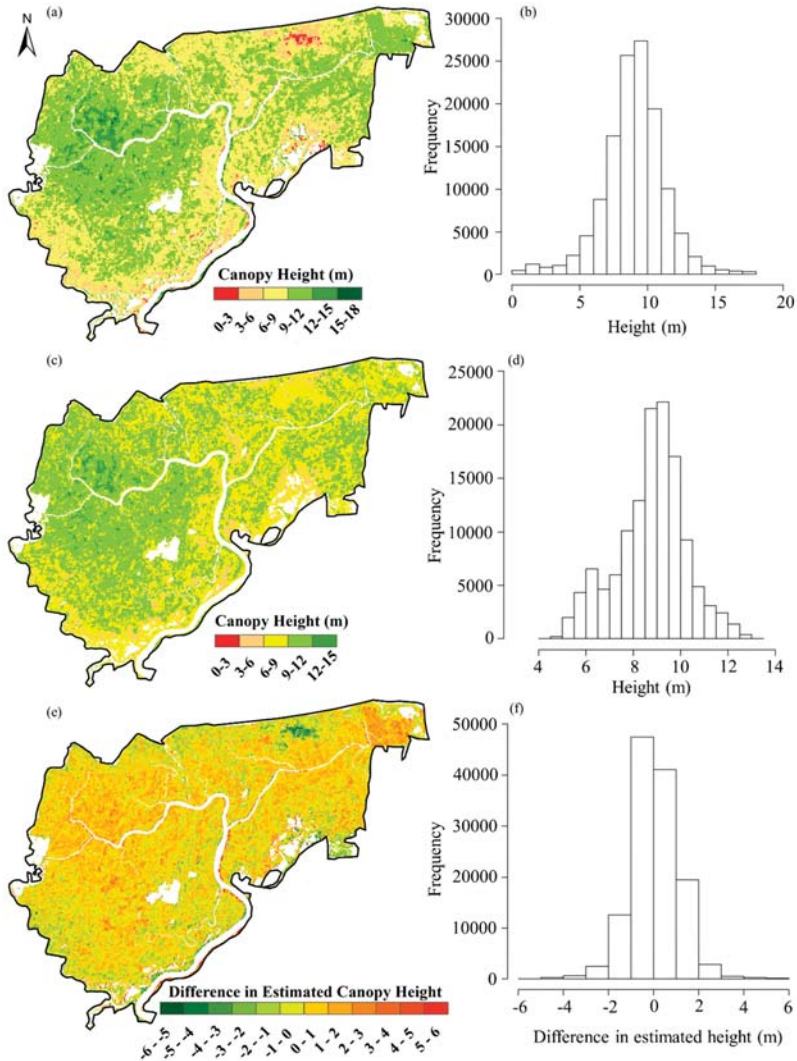 N
(a)
Canopy Height (m)
0-3 3-6 6-9 9-12 12-15 15-18
(b)
30000
25000
20000
15000
10000
5000
0
Frequency
0 5 10 15 20
Height (m)
(c)
Canopy Height (m)
0-3 3-6 6-9 9-12 12-15
(d)
25000
20000
15000
10000
5000
0
Frequency
4 6 8 10 12 14
Height (m)
(e)
Difference in Estimated Canopy Height
-6 - -5 -5 - -4 -4 - -3 -3 - -2 -2 - -1 -1 - 0 0 - 1 1 - 2 2 - 3 3 - 4 4 - 5 5 - 6
(f)
50000
40000
30000
20000
10000
0
Frequency
-6 -4 -2 0 2 4 6
Difference in estimated height (m)